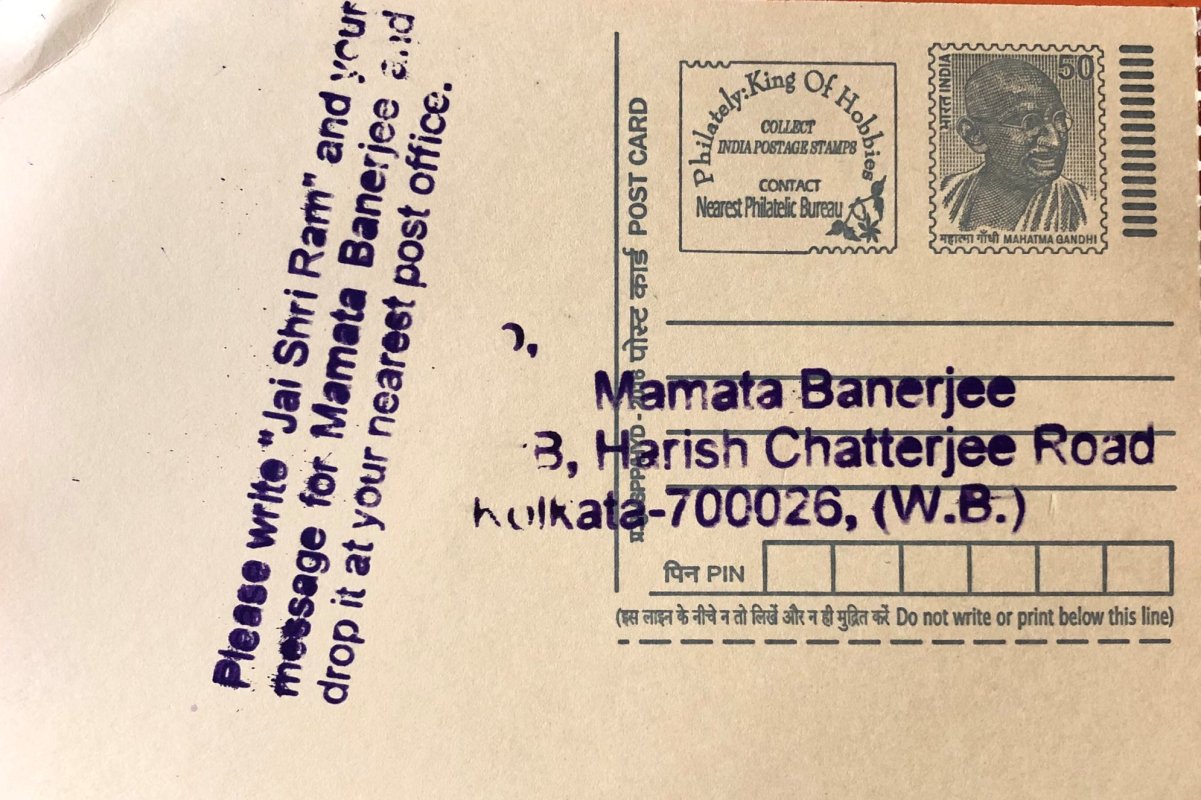 Please write "Jai Shri Ram" and your
message for Mamata Banerjee and
drop it at your nearest post office.
पोस्ट कार्ड POST CARD
Philately: King Of Hobbies
COLLECT
INDIA POSTAGE STAMPS
CONTACT
Nearest Philatelic Bureau
भारत INDIA
50
महात्मा गाँधी MAHATMA GANDHI
Mamata Banerjee
B, Harish Chatterjee Road
Kolkata-700026, (W.B.)
पिन PIN
(इस लाइन के नीचे न तो लिखें और न ही मुद्रित करें Do not write or print below this line)